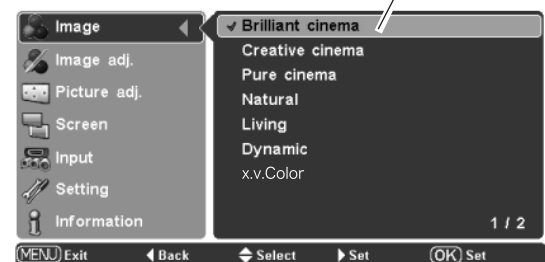 Image
Image adj.
Picture adj.
Screen
Input
Setting
Information
Brilliant cinema
Creative cinema
Pure cinema
Natural
Living
Dynamic
x.v.Color
1 / 2
MENU Exit Back Select Set OK Set